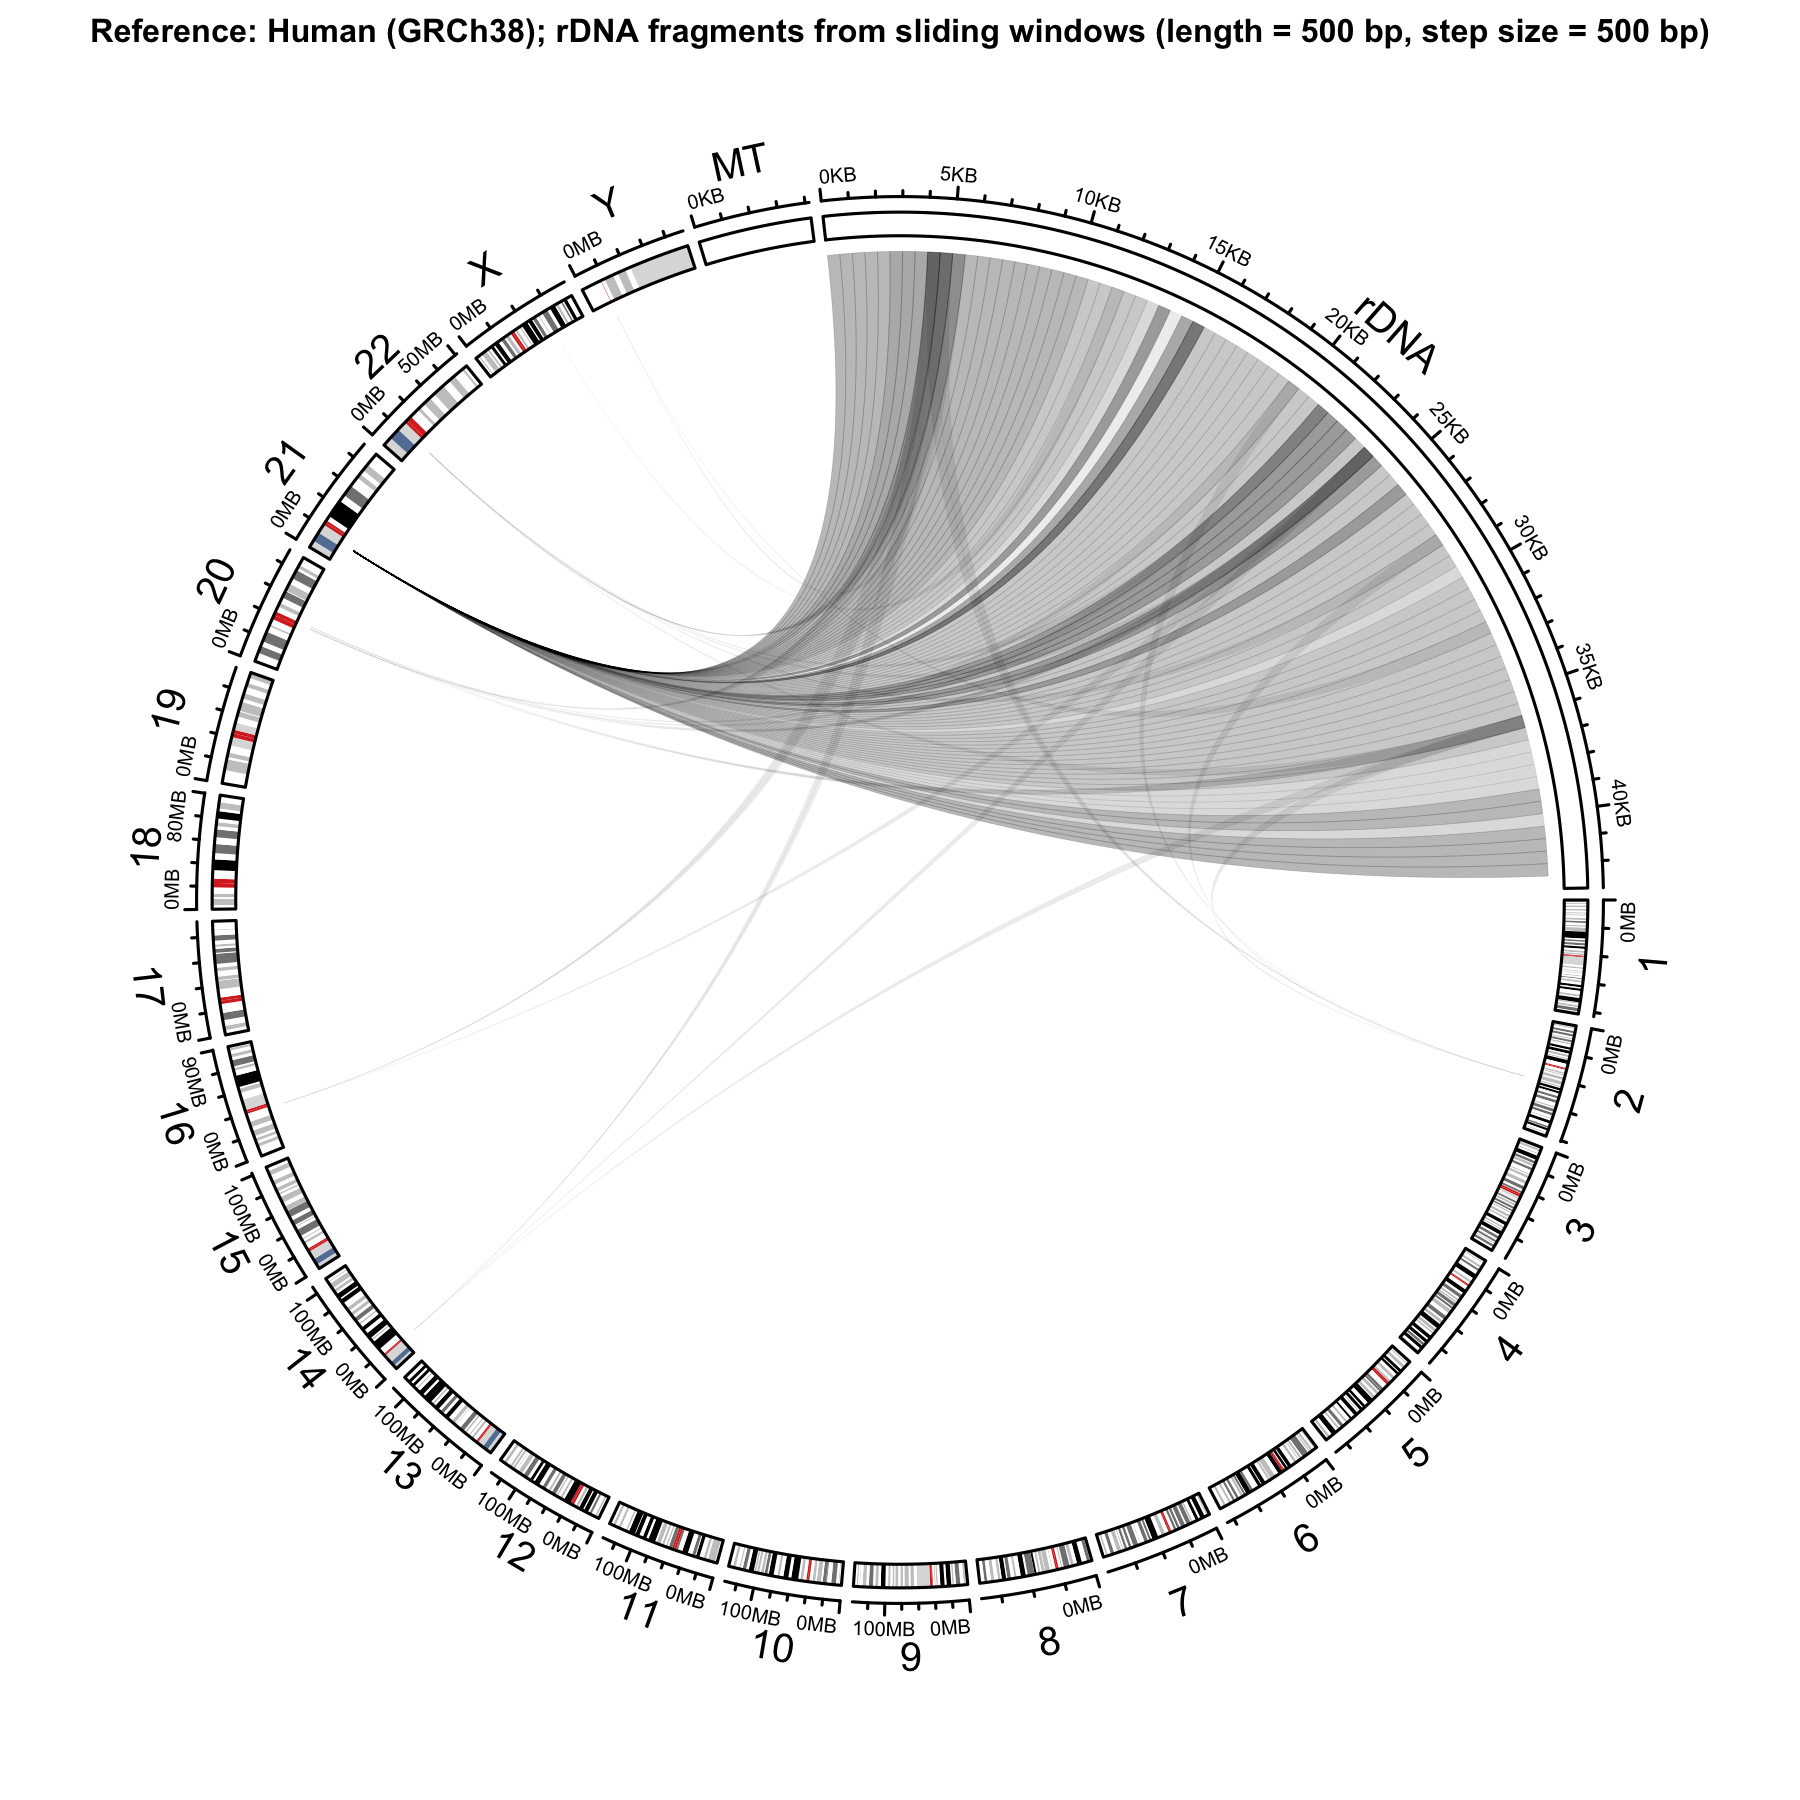 Reference: Human (GRCh38); rDNA fragments from sliding windows (length = 500 bp, step size = 500 bp)
rDNA
0KB
5KB
10KB
15KB
20KB
25KB
30KB
35KB
40KB
1
0MB
2
0MB
3
0MB
4
0MB
5
0MB
6
0MB
7
0MB
8
0MB
9
0MB
100MB
10
0MB
100MB
11
0MB
100MB
12
0MB
100MB
13
0MB
100MB
14
0MB
100MB
15
0MB
100MB
16
0MB
90MB
17
0MB
18
0MB
80MB
19
0MB
20
0MB
21
0MB
22
0MB
50MB
X
0MB
Y
0MB
MT
0KB